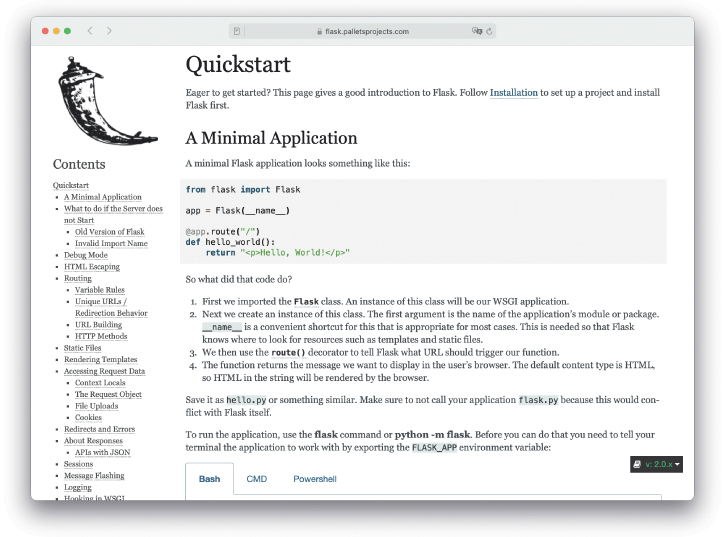 flask.palletsprojects.com
Quickstart
Eager to get started? This page gives a good introduction to Flask. Follow Installation to set up a project and install
Flask first.
A Minimal Application
A minimal Flask application looks something like this:
from flask import Flask
app = Flask(__name__)
@app.route("/")
def hello_world():
    return "<p>Hello, World!</p>"
So what did that code do?
1. First we imported the Flask class. An instance of this class will be our WSGI application.
2. Next we create an instance of this class. The first argument is the name of the application's module or package.
__name__ is a convenient shortcut for this that is appropriate for most cases. This is needed so that Flask
knows where to look for resources such as templates and static files.
3. We then use the route() decorator to tell Flask what URL should trigger our function.
4. The function returns the message we want to display in the user's browser. The default content type is HTML,
so HTML in the string will be rendered by the browser.
Save it as hello.py or something similar. Make sure to not call your application flask.py because this would con-
flict with Flask itself.
To run the application, use the flask command or python -m flask. Before you can do that you need to tell your
terminal the application to work with by exporting the FLASK_APP environment variable:
Bash CMD Powershell
v: 2.0.x
Contents
Quickstart
A Minimal Application
What to do if the Server does
not Start
Old Version of Flask
Invalid Import Name
Debug Mode
HTML Escaping
Routing
Variable Rules
Unique URLs /
Redirection Behavior
URL Building
HTTP Methods
Static Files
Rendering Templates
Accessing Request Data
Context Locals
The Request Object
File Uploads
Cookies
Redirects and Errors
About Responses
APIs with JSON
Sessions
Message Flashing
Logging
Hooking in WSGI